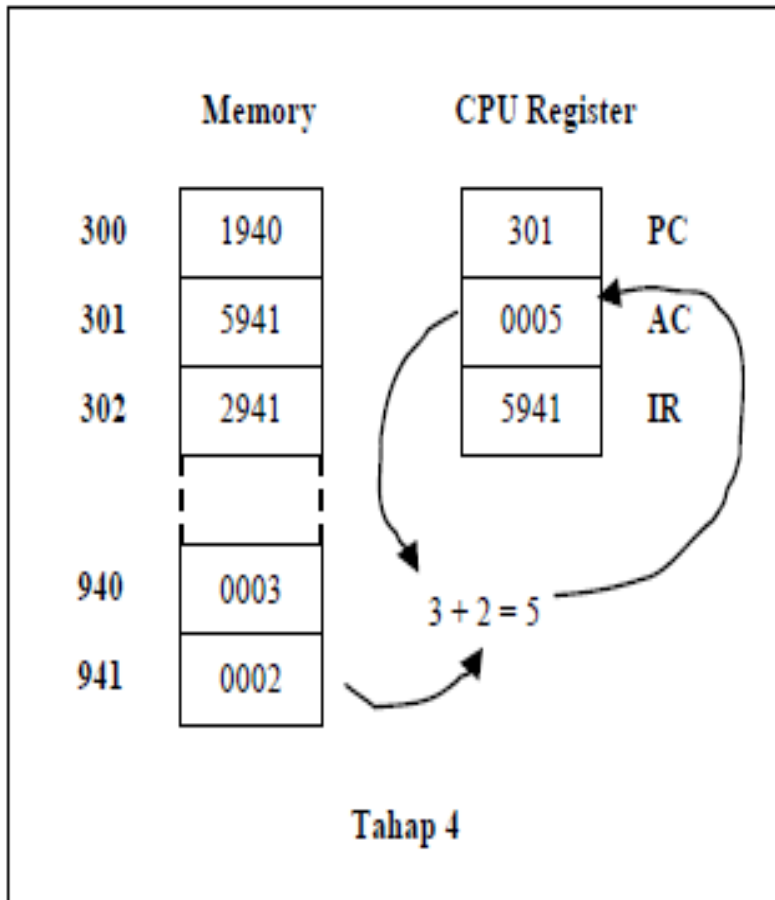 Memory CPU Register
300 1940 301 PC
301 5941 0005 AC
302 2941 5941 IR
940 0003
3 + 2 = 5
941 0002
Tahap 4